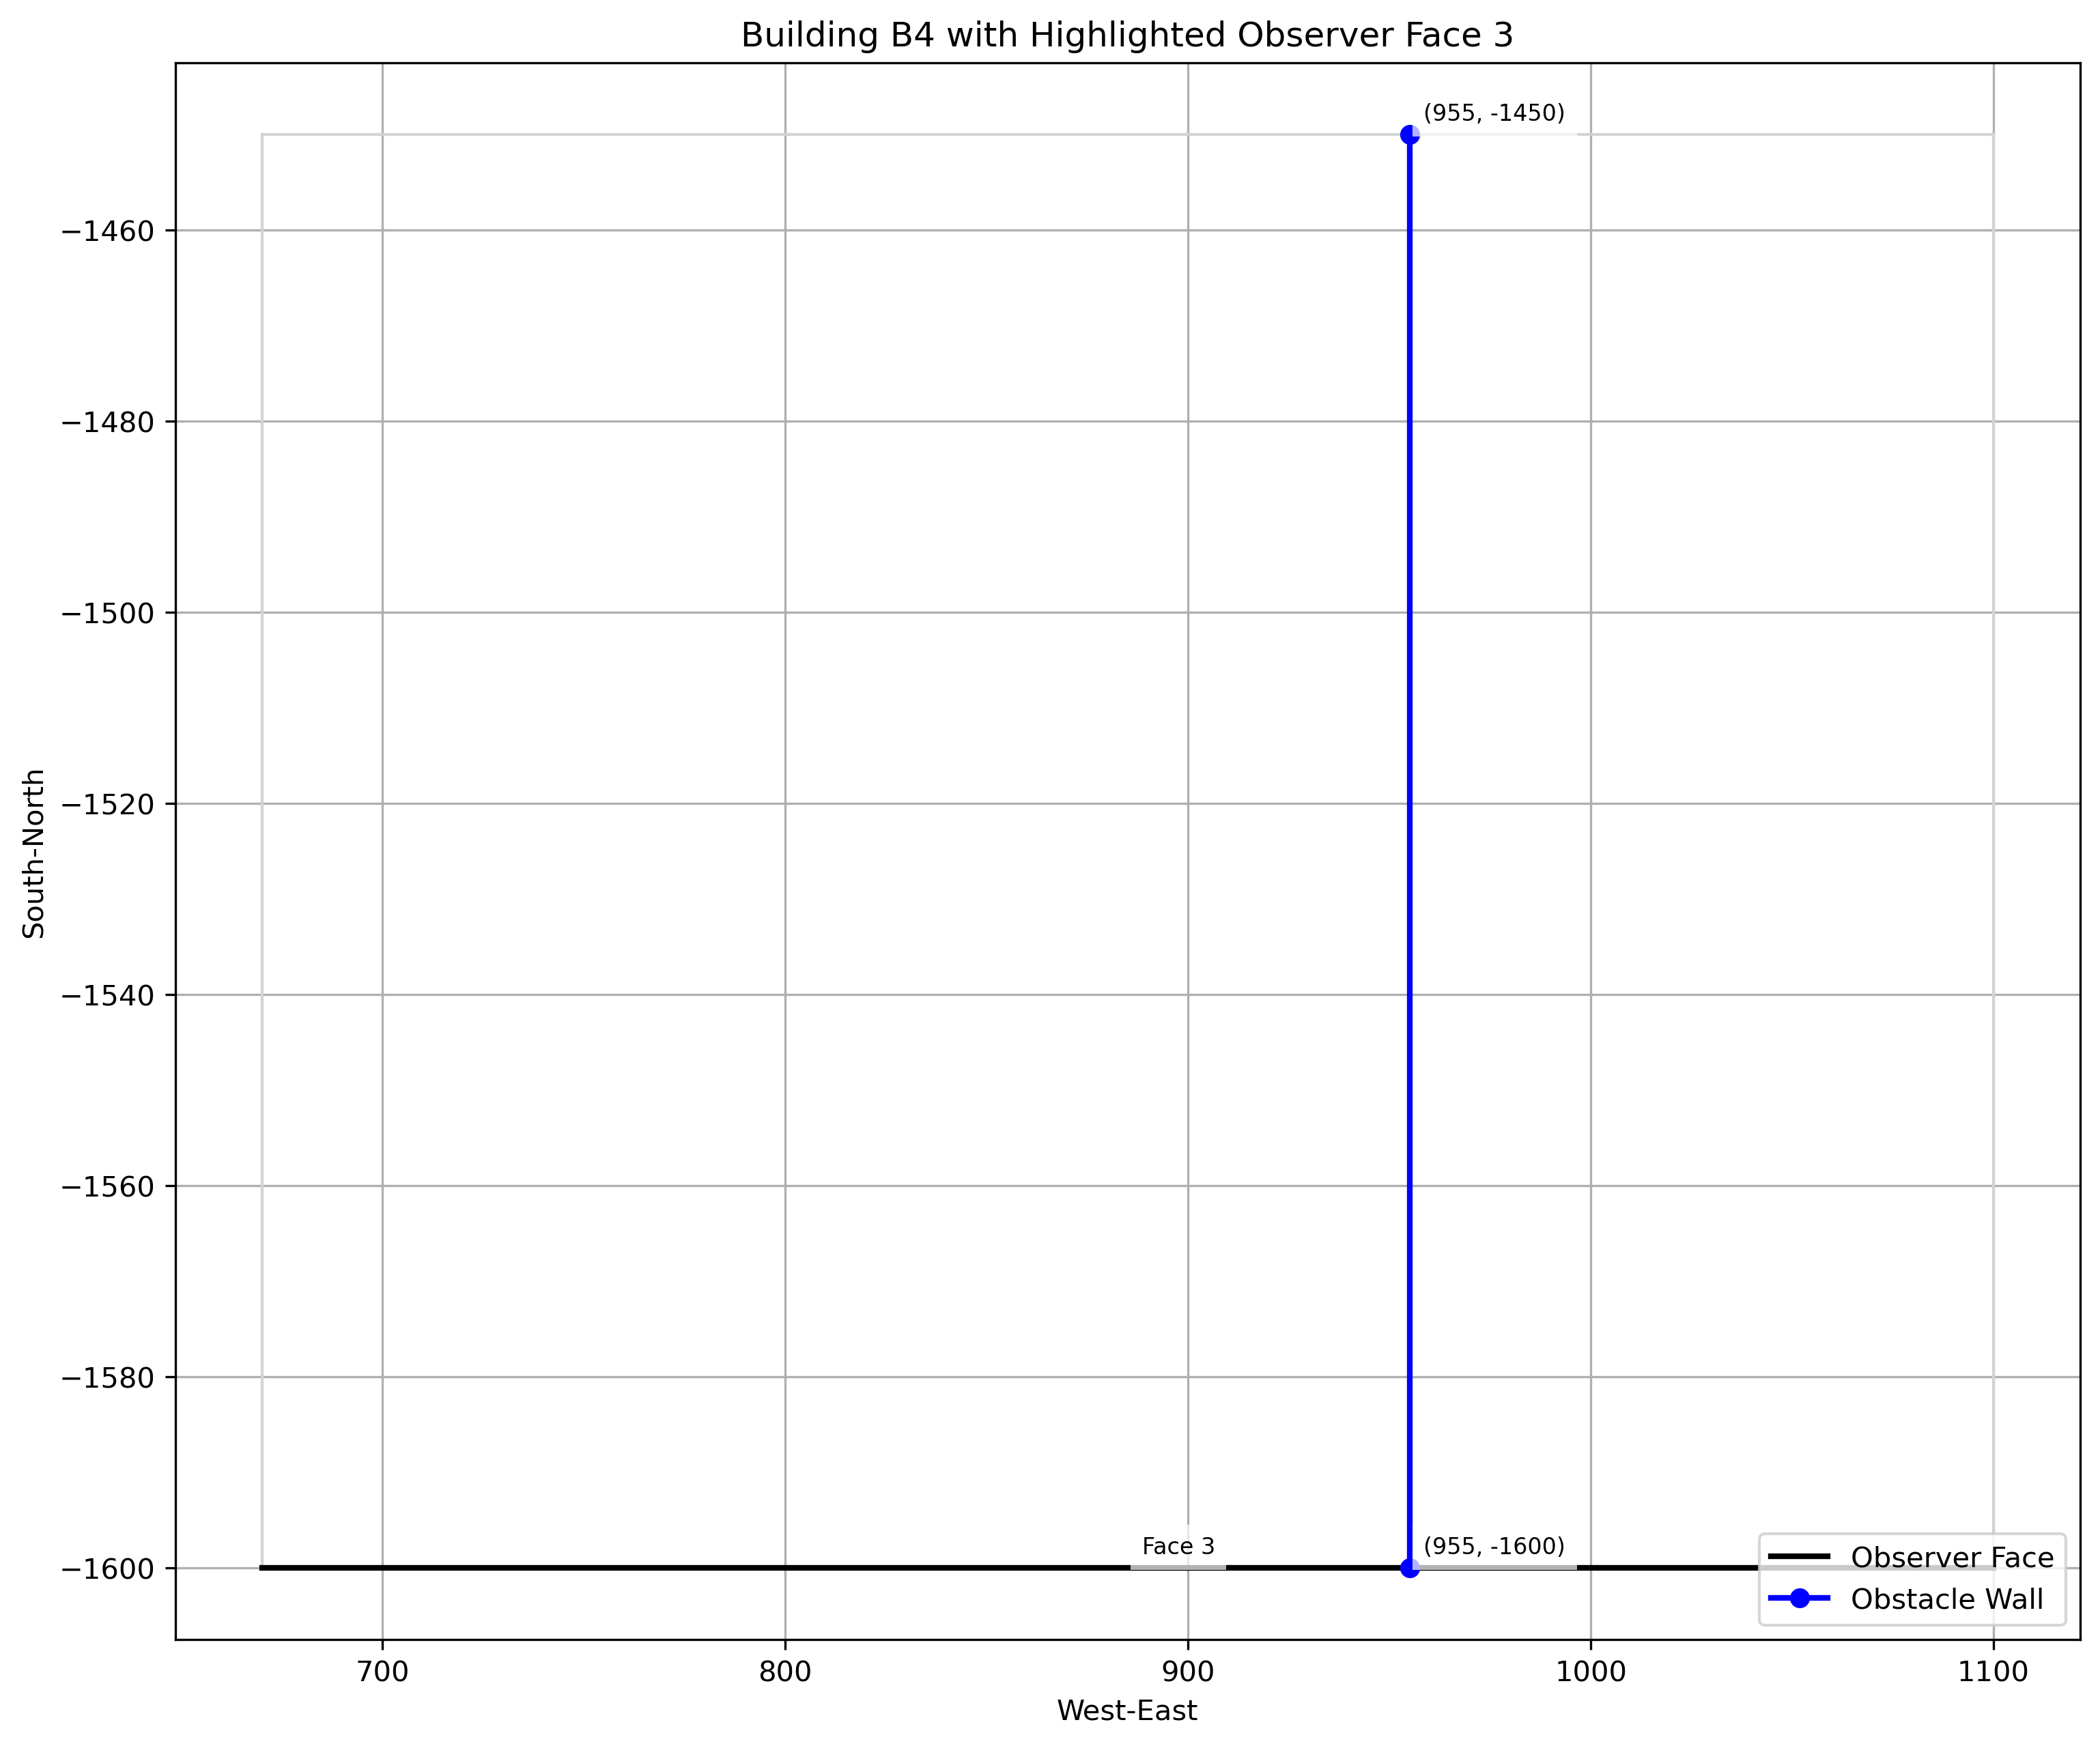 Building B4 with Highlighted Observer Face 3
(955, -1450)
−1460
−1480
−1500
−1520
−1540
−1560
−1580
−1600
South-North
Face 3
(955, -1600)
Observer Face
Obstacle Wall
700
800
900
1000
1100
West-East